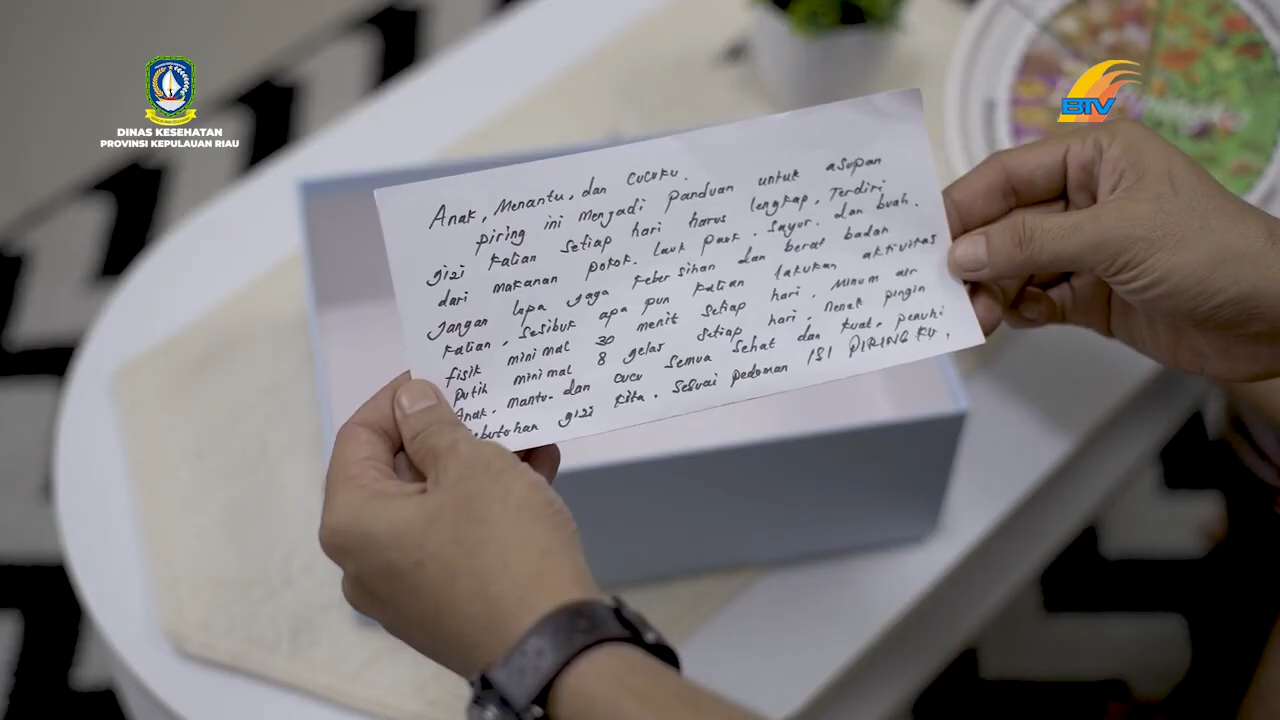 DINAS KESEHATAN
PROVINSI KEPULAUAN RIAU
BTV
Anak, Menantu, dan cucuku.
piring ini menjadi panduan untuk asupan
gizi kalian setiap hari harus lengkap, Terdiri
dari makanan pokok. lauk pauk. sayur. dan buah.
jangan lupa jaga kebersihan dan berat badan
kalian, sesibuk apa pun kalian lakukan aktivitas
fisik minimal 30 menit setiap hari. Minum air
putih minimal 8 gelas setiap hari. nenek pingin
Anak. mantu. dan cucu semua sehat dan kuat. penuhi
kebutuhan gizi kita. sesuai pedoman ISI PIRINGKU.